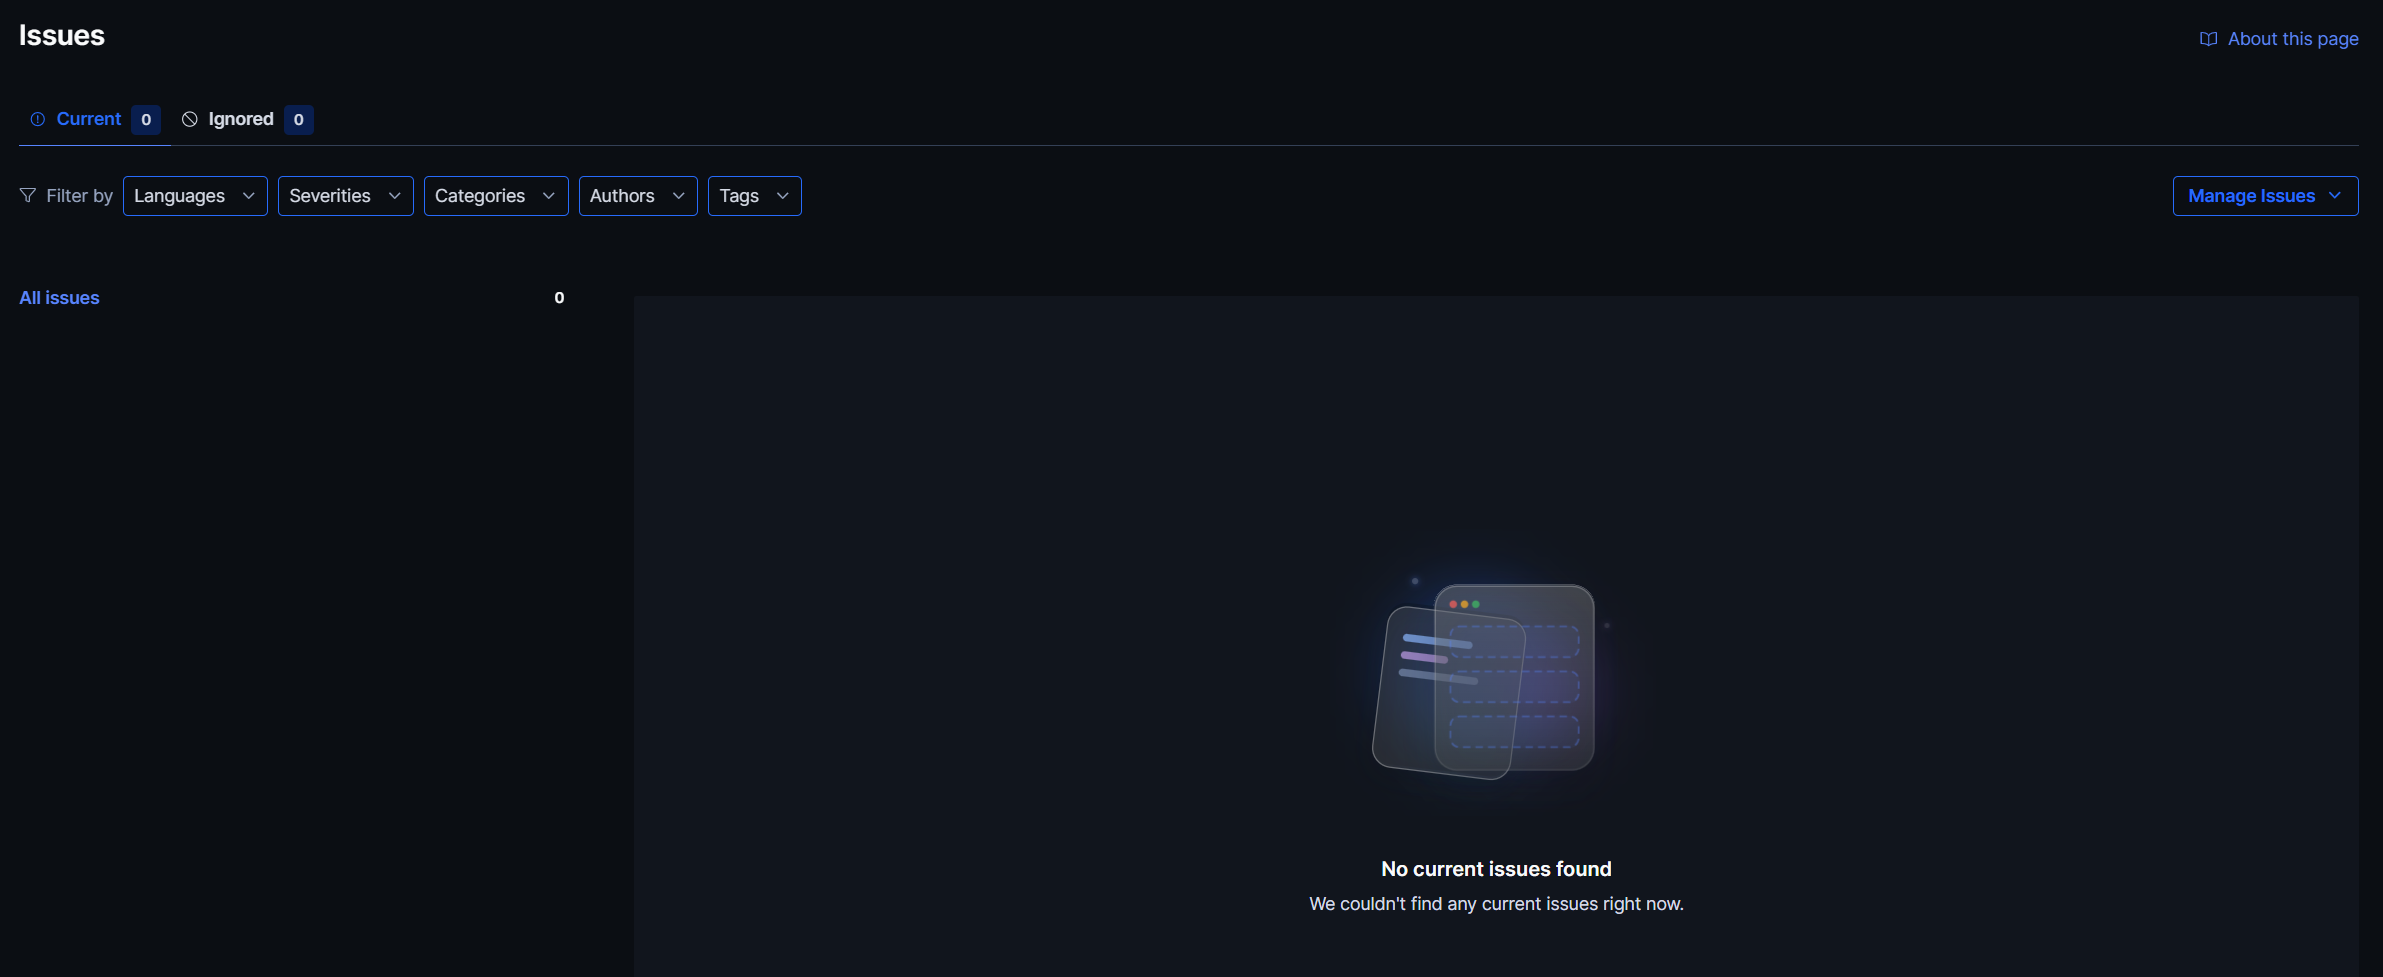 Issues
About this page
Current 0 Ignored 0
Filter by Languages Severities Categories Authors Tags Manage Issues
All issues 0
No current issues found
We couldn't find any current issues right now.